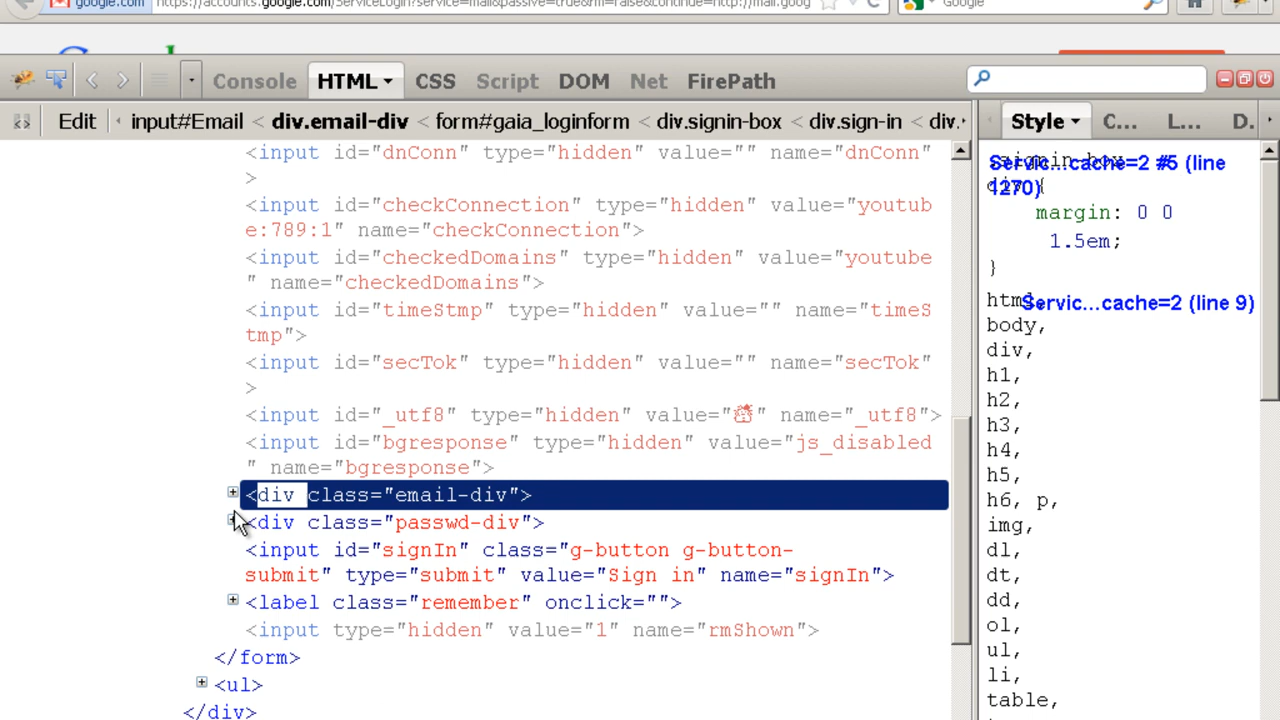 google.com https://accounts.google.com/ServiceLogin?service=mail&passive=true&rm=false&continue=http://mail.goog Google
Console HTML CSS Script DOM Net FirePath
Edit input#Email < div.email-div < form#gaia_loginform < div.signin-box < div.sign-in < div. Style C... L... D.
<input id="dnConn" type="hidden" value="" name="dnConn"
>
<input id="checkConnection" type="hidden" value="youtub
e:789:1" name="checkConnection">
<input id="checkedDomains" type="hidden" value="youtube
" name="checkedDomains">
<input id="timeStmp" type="hidden" value="" name="timeS
tmp">
<input id="secTok" type="hidden" value="" name="secTok"
>
<input id="_utf8" type="hidden" value="" name="_utf8">
<input id="bgresponse" type="hidden" value="js_disabled
" name="bgresponse">
<div class="email-div">
<div class="passwd-div">
<input id="signIn" class="g-button g-button-
submit" type="submit" value="Sign in" name="signIn">
<label class="remember" onclick="">
<input type="hidden" value="1" name="rmShown">
</form>
<ul>
</div>
.signin-box
Servic...cache=2 #5 (line
div {
1270)
margin: 0 0
1.5em;
}
html,
Servic...cache=2 (line 9)
body,
div,
h1,
h2,
h3,
h4,
h5,
h6, p,
img,
dl,
dt,
dd,
ol,
ul,
li,
table,